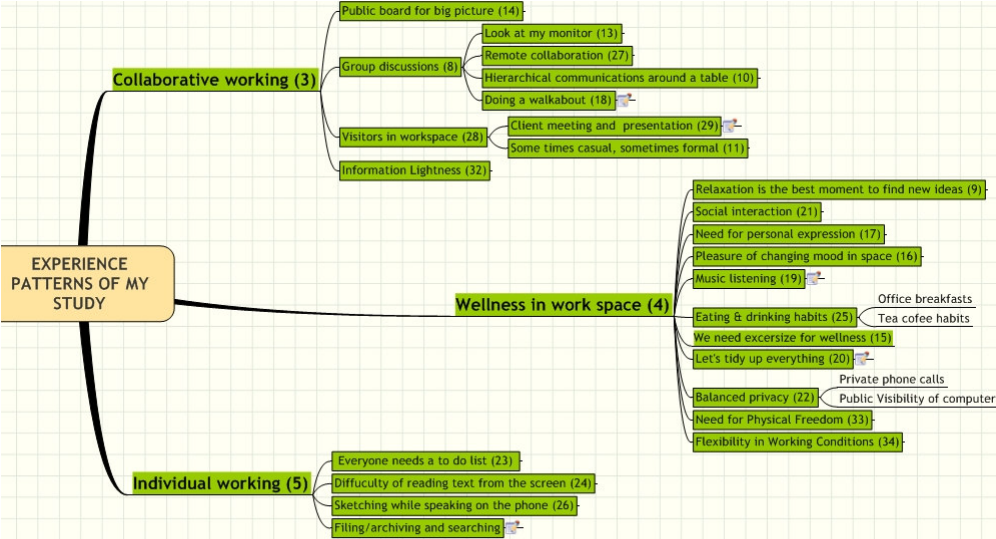 Public board for big picture (14)
Look at my monitor (13)
Remote collaboration (27)
Collaborative working (3)
Group discussions (8)
Hierarchical communications around a table (10)
Doing a walkabout (18)
Client meeting and presentation (29)
Visitors in workspace (28)
Some times casual, sometimes formal (11)
Information Lightness (32)
EXPERIENCE
PATTERNS OF MY
STUDY
Wellness in work space (4)
Relaxation is the best moment to find new ideas (9)
Social interaction (21)
Need for personal expression (17)
Pleasure of changing mood in space (16)
Music listening (19)
Eating & drinking habits (25)
Office breakfasts
Tea cofee habits
We need excersize for wellness (15)
Let's tidy up everything (20)
Balanced privacy (22)
Private phone calls
Public Visibility of computer
Need for Physical Freedom (33)
Flexibility in Working Conditions (34)
Individual working (5)
Everyone needs a to do list (23)
Diffuculty of reading text from the screen (24)
Sketching while speaking on the phone (26)
Filing/archiving and searching